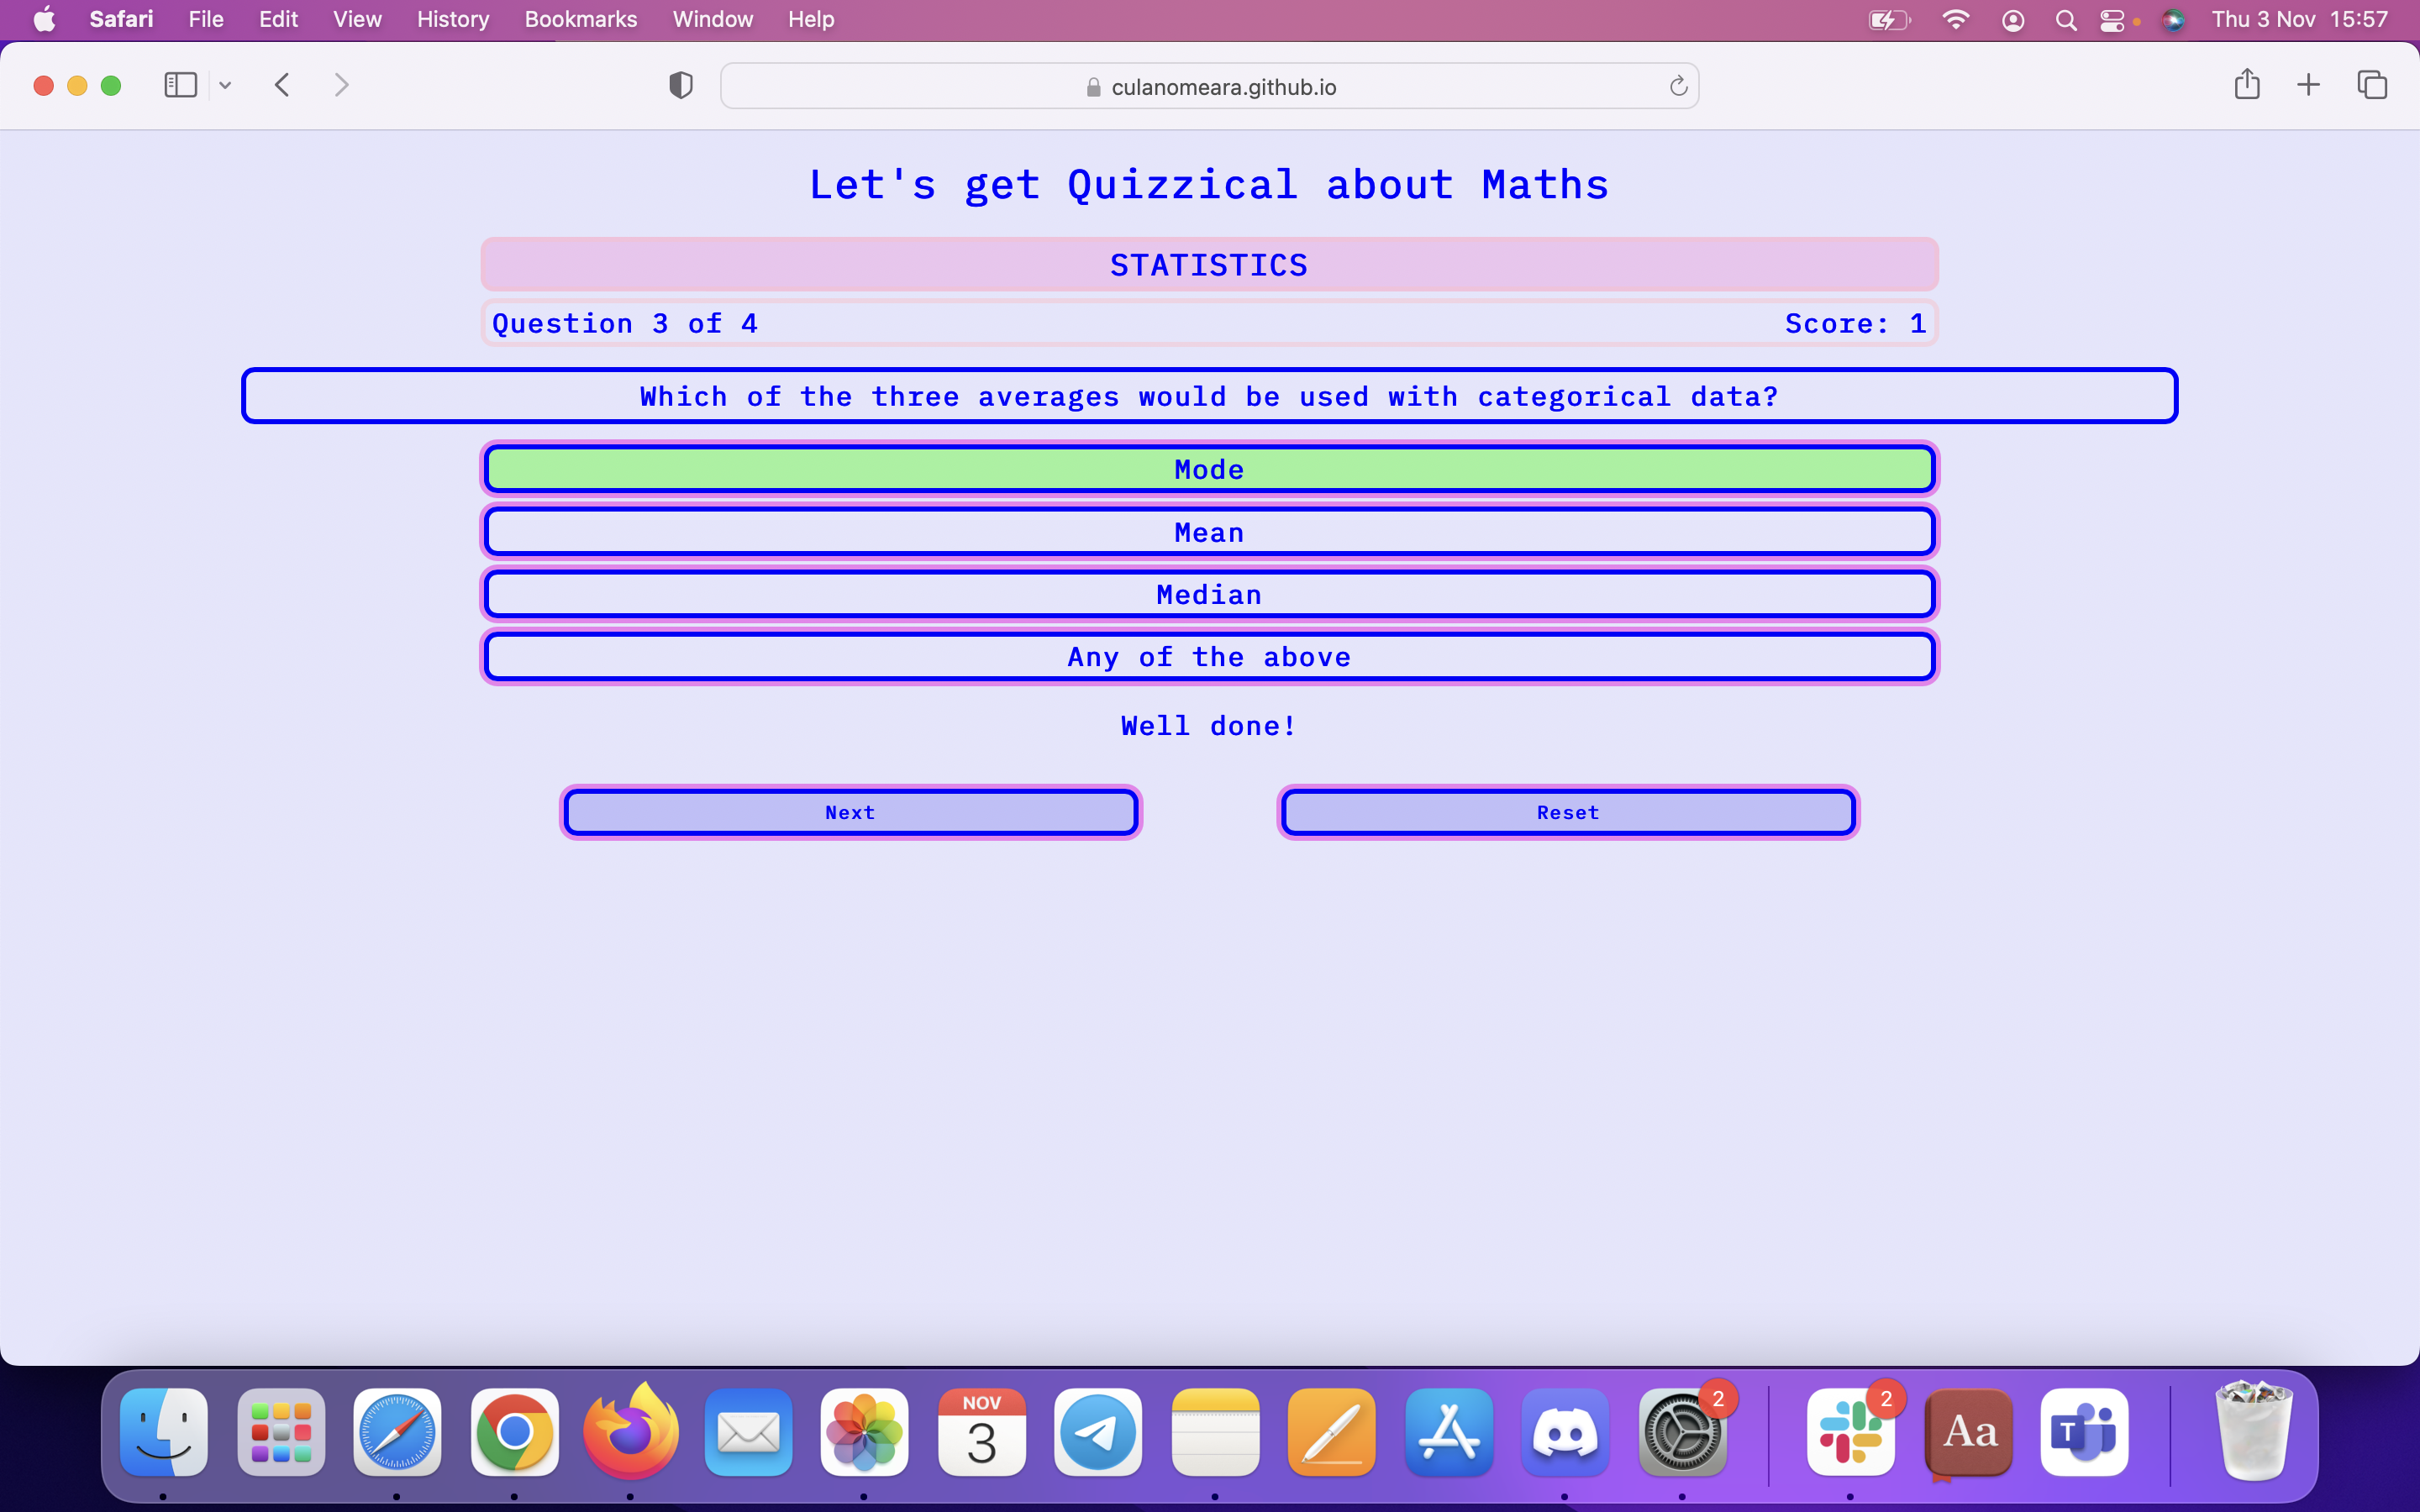 Safari File Edit View History Bookmarks Window Help Thu 3 Nov 15:57
culanomeara.github.io
Let's get Quizzical about Maths
STATISTICS
Question 3 of 4 Score: 1
Which of the three averages would be used with categorical data?
Mode
Mean
Median
Any of the above
Well done!
Next Reset
NOV
3
2
2
Aa
T